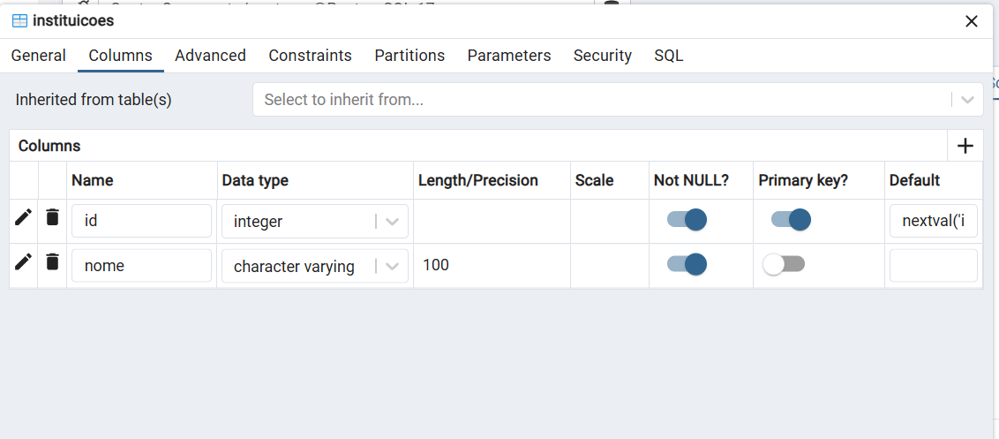 instituicoes
General Columns Advanced Constraints Partitions Parameters Security SQL
Inherited from table(s) Select to inherit from...
Columns
Name Data type Length/Precision Scale Not NULL? Primary key? Default
id integer nextval('i
nome character varying 100